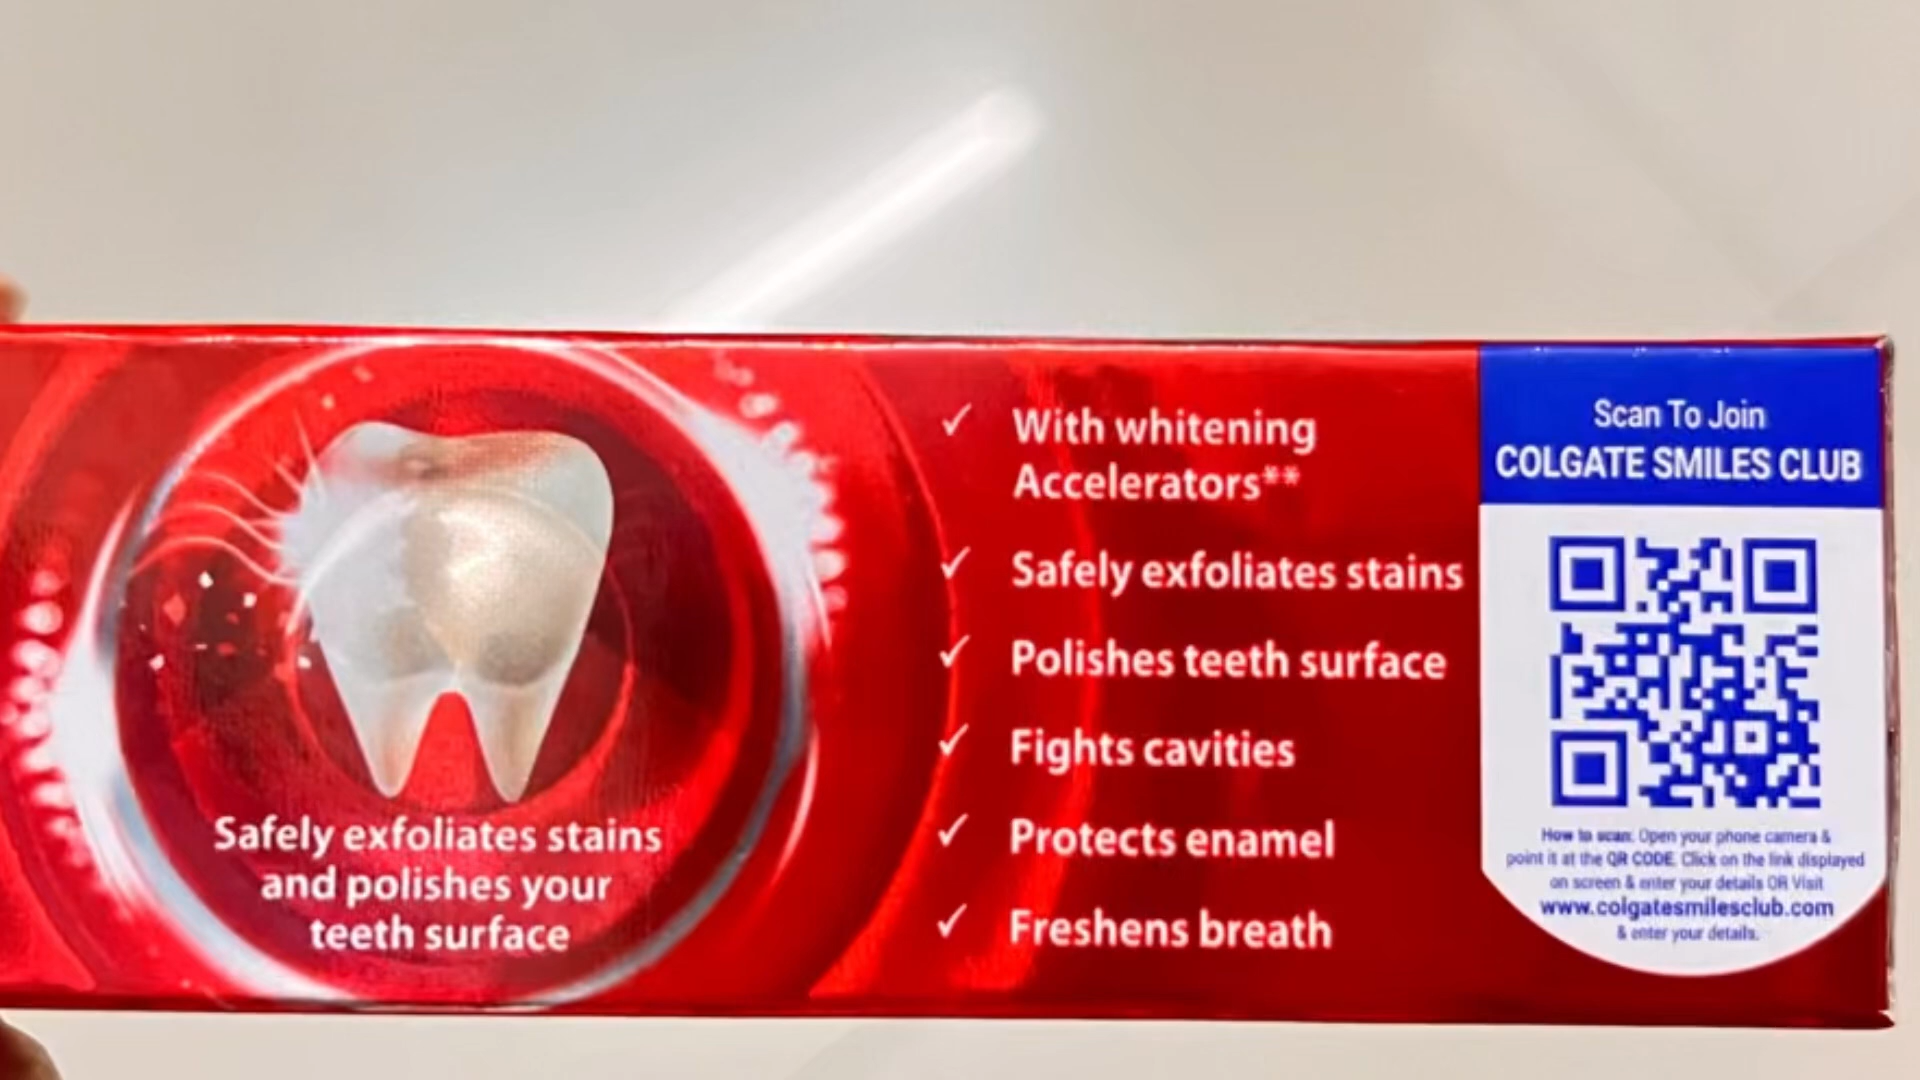 Safely exfoliates stains
and polishes your
teeth surface
✓ With whitening
Accelerators**
✓ Safely exfoliates stains
✓ Polishes teeth surface
✓ Fights cavities
✓ Protects enamel
✓ Freshens breath
Scan To Join
COLGATE SMILES CLUB
How to scan: Open your phone camera &
point it at the QR CODE. Click on the link displayed
on screen & enter your details OR Visit
www.colgatesmilesclub.com
& enter your details.